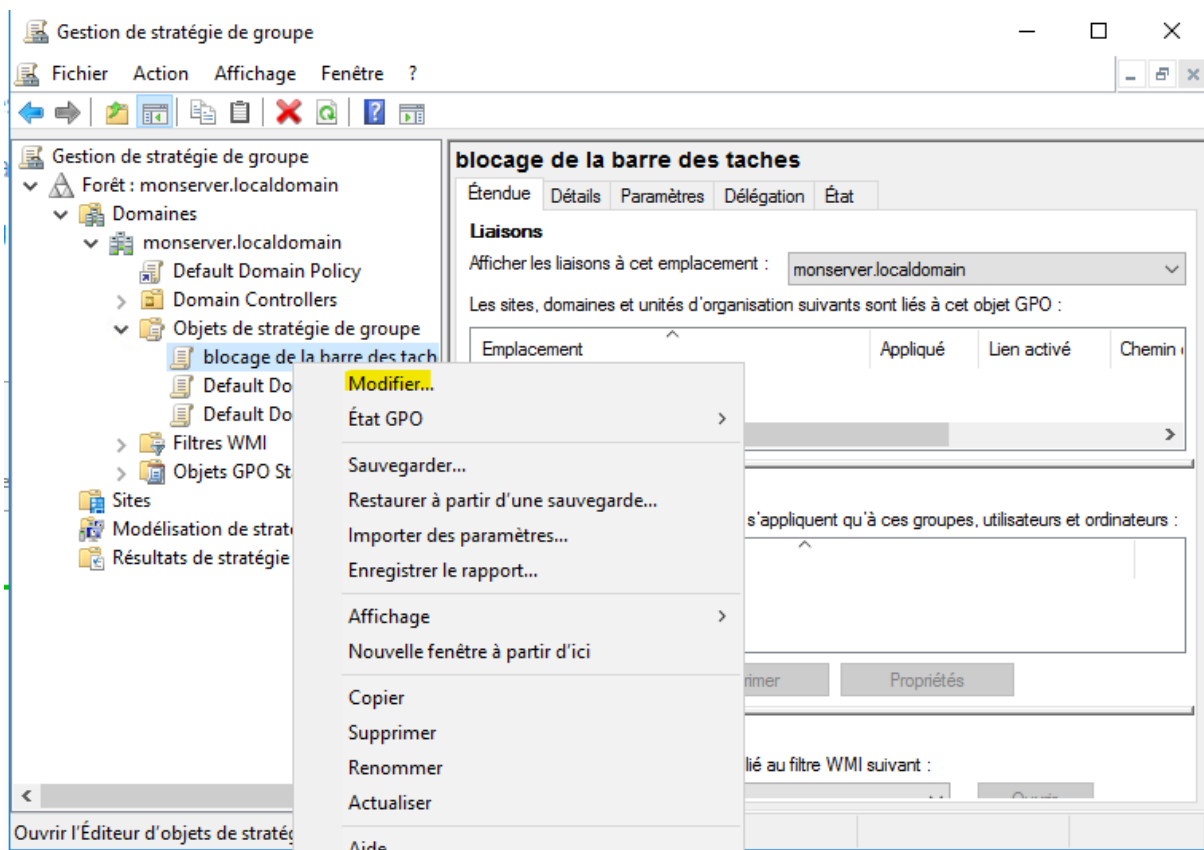 Gestion de stratégie de groupe
Fichier Action Affichage Fenêtre ?
Gestion de stratégie de groupe
Forêt : monserver.localdomain
Domaines
monserver.localdomain
Default Domain Policy
Domain Controllers
Objets de stratégie de groupe
blocage de la barre des tach
Default Do
Default Do
Filtres WMI
Objets GPO St
Sites
Modélisation de strat
Résultats de stratégie
blocage de la barre des taches
Étendue Détails Paramètres Délégation État
Liaisons
Afficher les liaisons à cet emplacement : monserver.localdomain
Les sites, domaines et unités d'organisation suivants sont liés à cet objet GPO :
Emplacement Appliqué Lien activé Chemin
Modifier...
État GPO
Sauvegarder...
Restaurer à partir d'une sauvegarde...
Importer des paramètres...
Enregistrer le rapport...
Affichage
Nouvelle fenêtre à partir d'ici
Copier
Supprimer
Renommer
Actualiser
Aide
s'appliquent qu'à ces groupes, utilisateurs et ordinateurs :
rimer Propriétés
lié au filtre WMI suivant :
Ouvrir l'Éditeur d'objets de straté